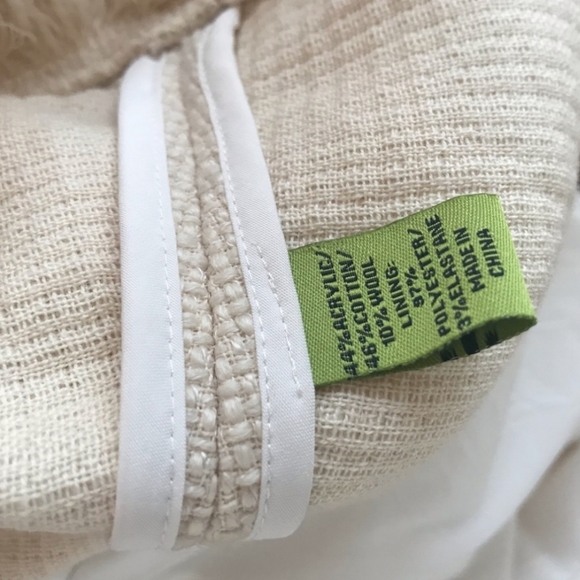 44%ACRYLIC/
46%COTTON/
10% WOOL
LINING:
97%
POLYESTER/
3%ELASTANE
MADE IN
CHINA